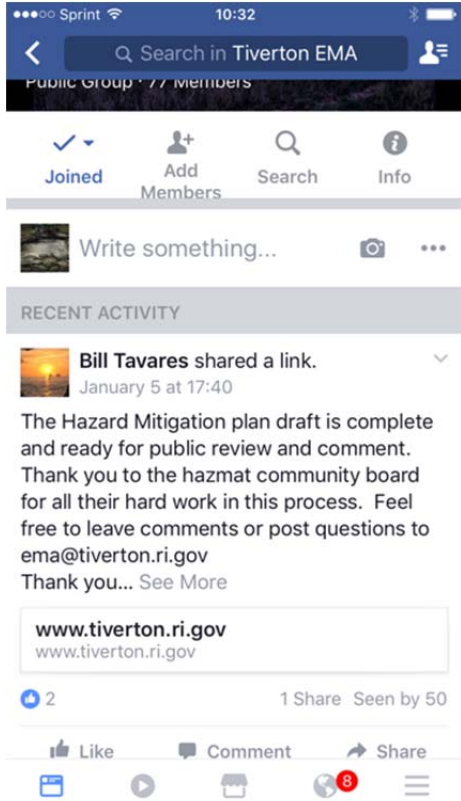 Sprint 10:32
Search in Tiverton EMA
Public Group · 77 Members
Joined
Add Members
Search
Info
Write something...
RECENT ACTIVITY
Bill Tavares shared a link.
January 5 at 17:40
The Hazard Mitigation plan draft is complete
and ready for public review and comment.
Thank you to the hazmat community board
for all their hard work in this process. Feel
free to leave comments or post questions to
ema@tiverton.ri.gov
Thank you... See More
www.tiverton.ri.gov
www.tiverton.ri.gov
2 1 Share Seen by 50
Like Comment Share
8